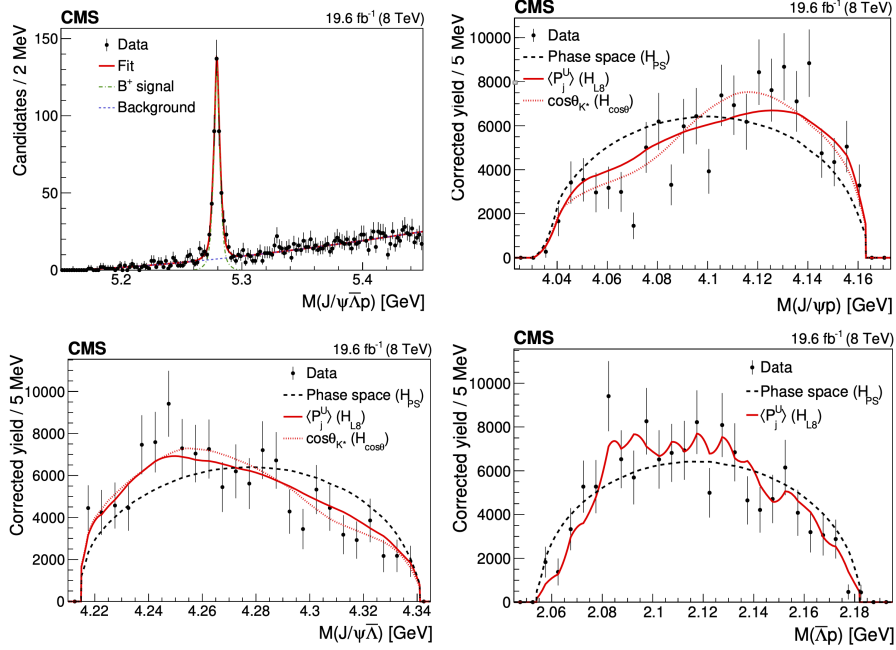 CMS 19.6 fb⁻¹ (8 TeV)
Candidates / 2 MeV
150
100
50
0
Data
Fit
B⁺ signal
Background
5.2 5.3 5.4
M(J/ψΛ̅p) [GeV]
CMS 19.6 fb⁻¹ (8 TeV)
Corrected yield / 5 MeV
10000
8000
6000
4000
2000
0
Data
Phase space (H_PS)
⟨P_j^U⟩ (H_L8)
cosθ_K* (H_cosθ)
4.04 4.06 4.08 4.1 4.12 4.14 4.16
M(J/ψp) [GeV]
CMS 19.6 fb⁻¹ (8 TeV)
Corrected yield / 5 MeV
10000
8000
6000
4000
2000
0
Data
Phase space (H_PS)
⟨P_j^U⟩ (H_L8)
cosθ_K* (H_cosθ)
4.22 4.24 4.26 4.28 4.3 4.32 4.34
M(J/ψΛ̅) [GeV]
CMS 19.6 fb⁻¹ (8 TeV)
Corrected yield / 5 MeV
10000
8000
6000
4000
2000
0
Data
Phase space (H_PS)
⟨P_j^U⟩ (H_L8)
2.06 2.08 2.1 2.12 2.14 2.16 2.18
M(Λ̅p) [GeV]